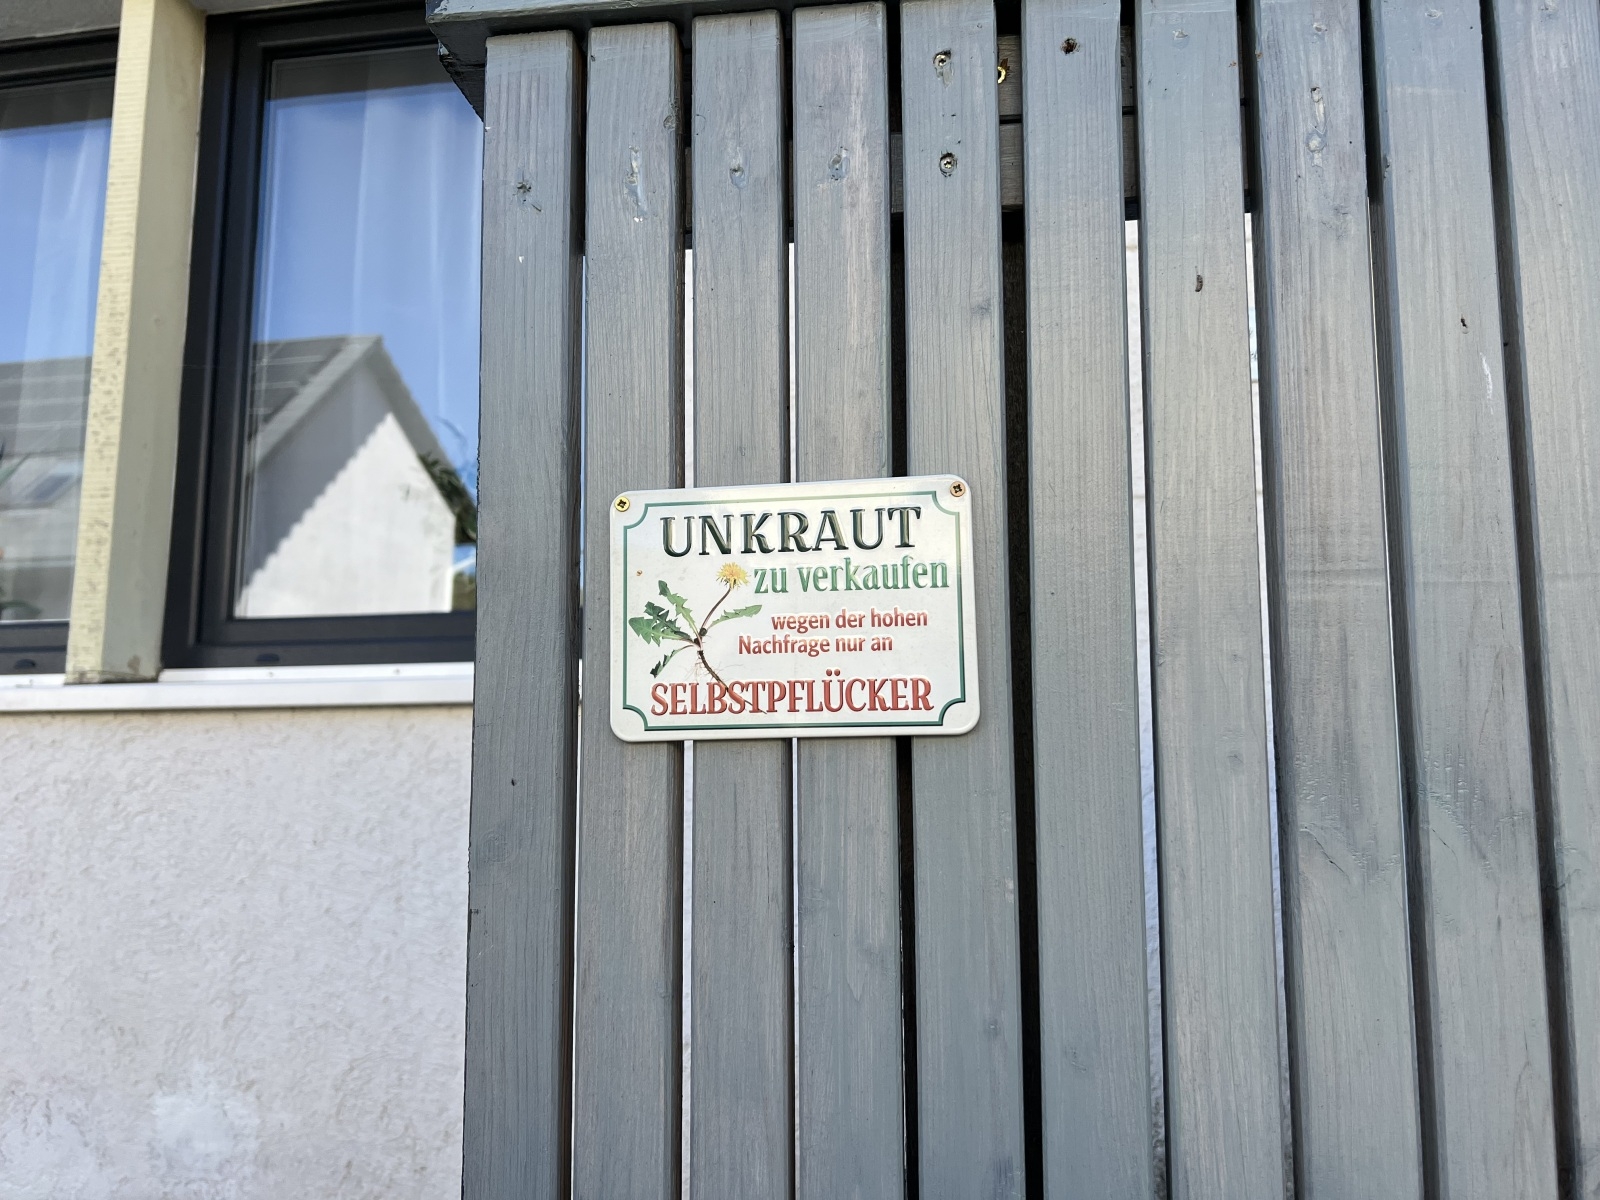 UNKRAUT
zu verkaufen
wegen der hohen
Nachfrage nur an
SELBSTPFLÜCKER